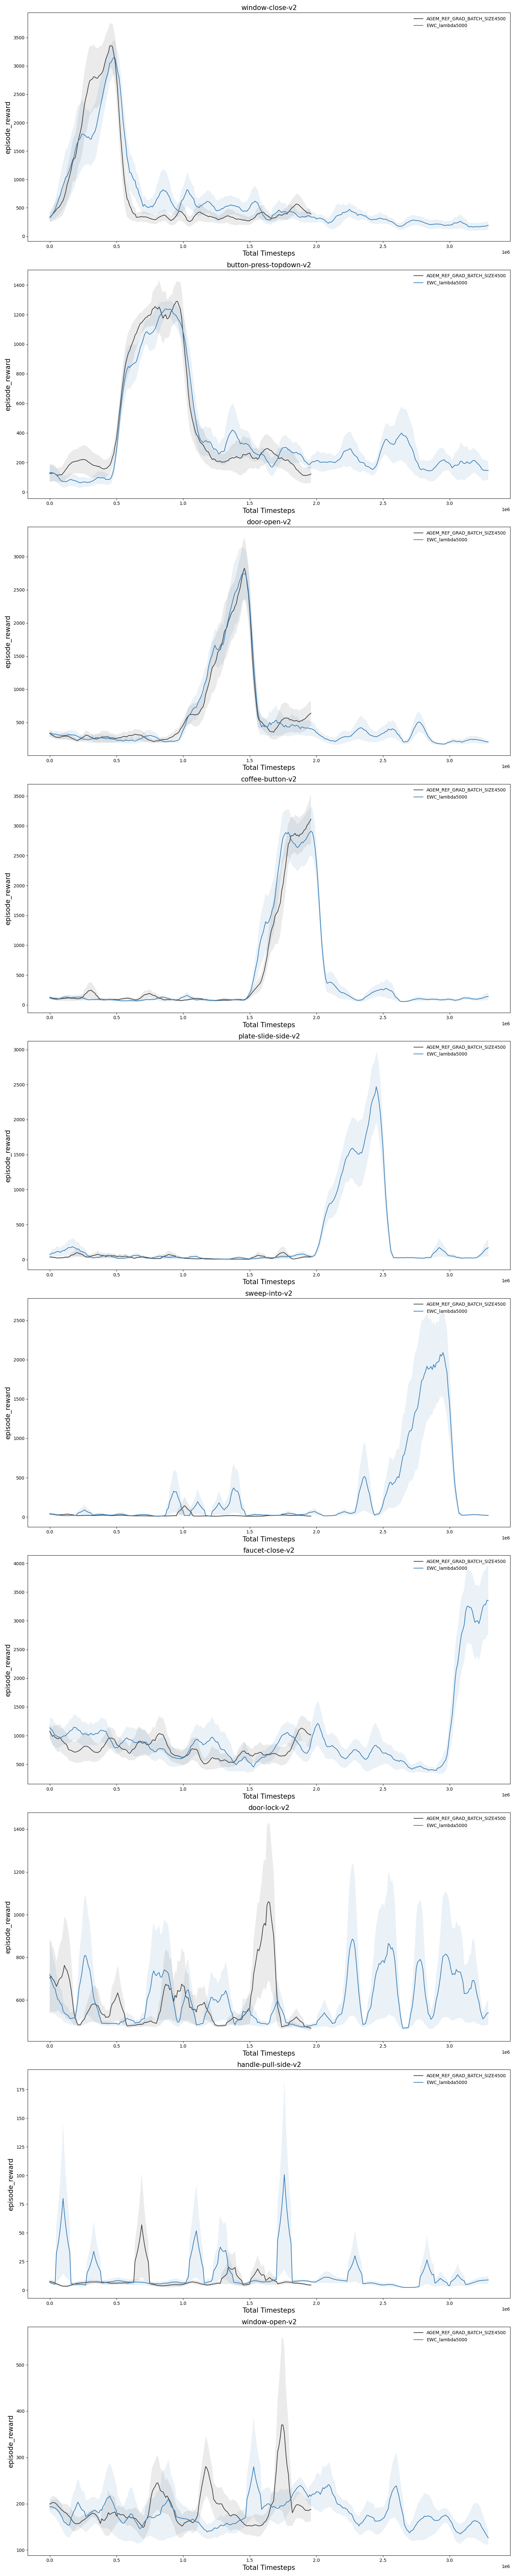 window-close-v2
AGEM_REF_GRAD_BATCH_SIZE4500
EWC_lambda5000
3500
3000
2500
2000
1500
1000
500
0
episode_reward
0.0 0.5 1.0 1.5 2.0 2.5 3.0
1e6
Total Timesteps
button-press-topdown-v2
AGEM_REF_GRAD_BATCH_SIZE4500
EWC_lambda5000
1400
1200
1000
800
600
400
200
0
episode_reward
0.0 0.5 1.0 1.5 2.0 2.5 3.0
1e6
Total Timesteps
door-open-v2
AGEM_REF_GRAD_BATCH_SIZE4500
EWC_lambda5000
3000
2500
2000
1500
1000
500
episode_reward
0.0 0.5 1.0 1.5 2.0 2.5 3.0
1e6
Total Timesteps
coffee-button-v2
AGEM_REF_GRAD_BATCH_SIZE4500
EWC_lambda5000
3500
3000
2500
2000
1500
1000
500
0
episode_reward
0.0 0.5 1.0 1.5 2.0 2.5 3.0
1e6
Total Timesteps
plate-slide-side-v2
AGEM_REF_GRAD_BATCH_SIZE4500
EWC_lambda5000
3000
2500
2000
1500
1000
500
0
episode_reward
0.0 0.5 1.0 1.5 2.0 2.5 3.0
1e6
Total Timesteps
sweep-into-v2
AGEM_REF_GRAD_BATCH_SIZE4500
EWC_lambda5000
2500
2000
1500
1000
500
0
episode_reward
0.0 0.5 1.0 1.5 2.0 2.5 3.0
1e6
Total Timesteps
faucet-close-v2
AGEM_REF_GRAD_BATCH_SIZE4500
EWC_lambda5000
4000
3500
3000
2500
2000
1500
1000
500
episode_reward
0.0 0.5 1.0 1.5 2.0 2.5 3.0
1e6
Total Timesteps
door-lock-v2
AGEM_REF_GRAD_BATCH_SIZE4500
EWC_lambda5000
1400
1200
1000
800
600
episode_reward
0.0 0.5 1.0 1.5 2.0 2.5 3.0
1e6
Total Timesteps
handle-pull-side-v2
AGEM_REF_GRAD_BATCH_SIZE4500
EWC_lambda5000
175
150
125
100
75
50
25
0
episode_reward
0.0 0.5 1.0 1.5 2.0 2.5 3.0
1e6
Total Timesteps
window-open-v2
AGEM_REF_GRAD_BATCH_SIZE4500
EWC_lambda5000
500
400
300
200
100
episode_reward
0.0 0.5 1.0 1.5 2.0 2.5 3.0
1e6
Total Timesteps